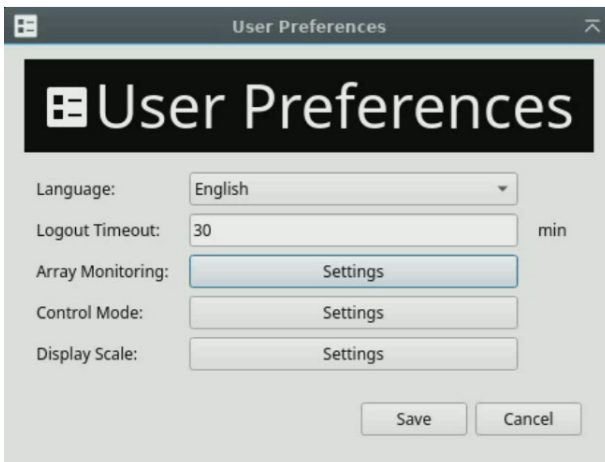 User Preferences
User Preferences
Language: English
Logout Timeout: 30 min
Array Monitoring: Settings
Control Mode: Settings
Display Scale: Settings
Save Cancel